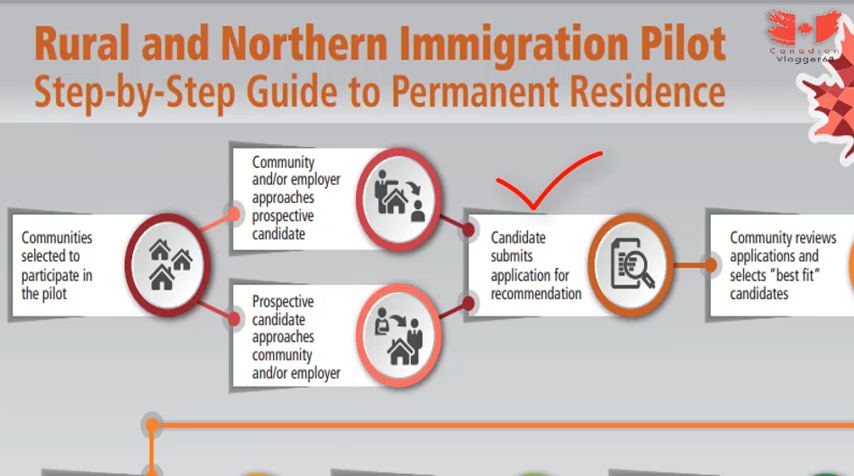 Rural and Northern Immigration Pilot
Step-by-Step Guide to Permanent Residence
Canadian
Vlogger63
Communities
selected to
participate in
the pilot
Community
and/or employer
approaches
prospective
candidate
Prospective
candidate
approaches
community
and/or employer
Candidate
submits
application for
recommendation
Community reviews
applications and
selects "best fit"
candidates